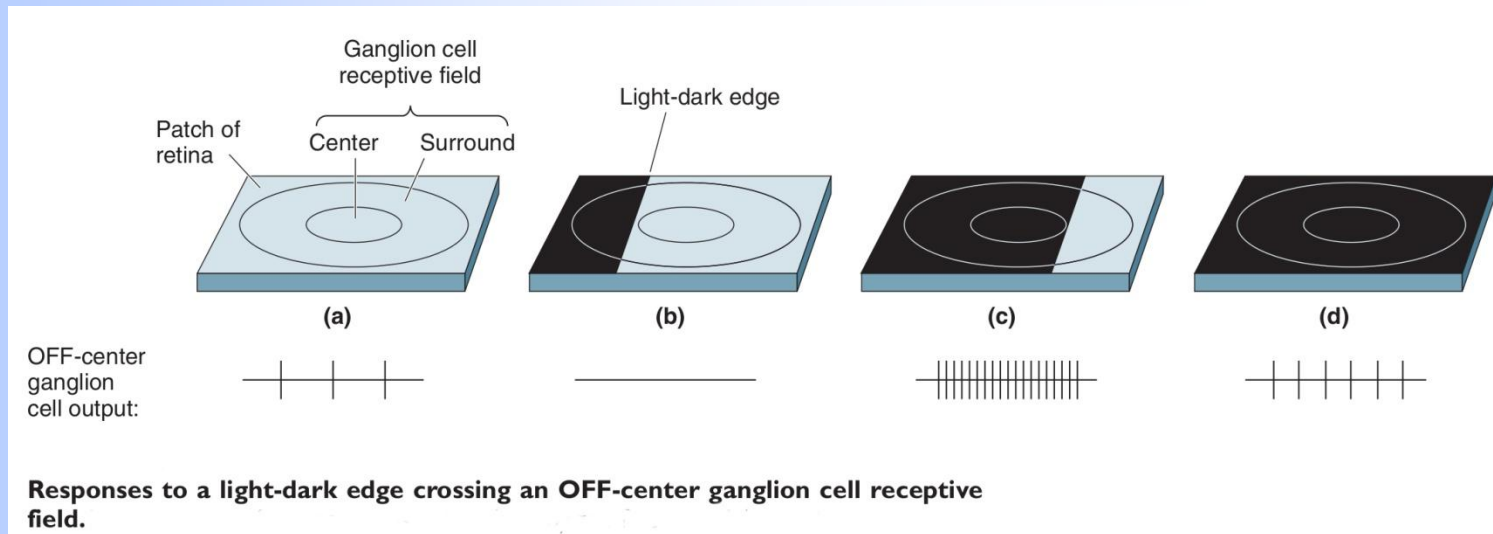 Ganglion cell
receptive field
Light-dark edge
Patch of
retina
Center
Surround
(a)
(b)
(c)
(d)
OFF-center
ganglion
cell output:
Responses to a light-dark edge crossing an OFF-center ganglion cell receptive
field.